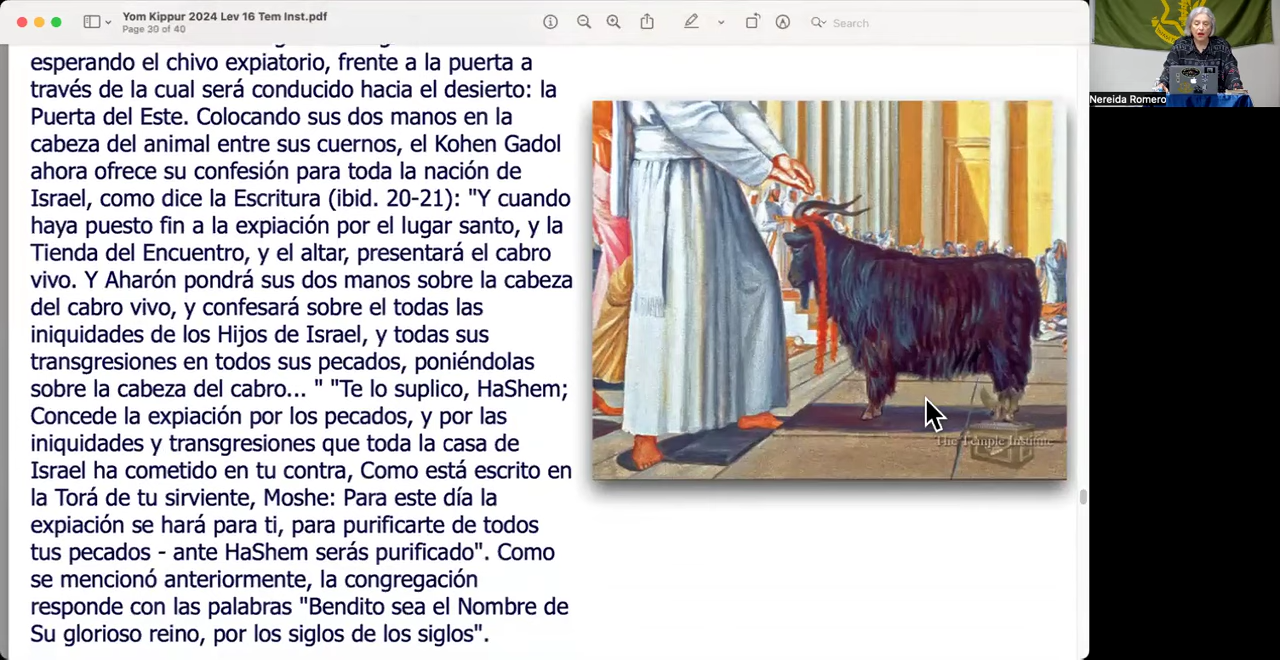 Yom Kippur 2024 Lev 16 Tem Inst.pdf
Page 30 of 40
Search
Nereida Romero
esperando el chivo expiatorio, frente a la puerta a
través de la cual será conducido hacia el desierto: la
Puerta del Este. Colocando sus dos manos en la
cabeza del animal entre sus cuernos, el Kohen Gadol
ahora ofrece su confesión para toda la nación de
Israel, como dice la Escritura (ibid. 20-21): "Y cuando
haya puesto fin a la expiación por el lugar santo, y la
Tienda del Encuentro, y el altar, presentará el cabro
vivo. Y Aharón pondrá sus dos manos sobre la cabeza
del cabro vivo, y confesará sobre el todas las
iniquidades de los Hijos de Israel, y todas sus
transgresiones en todos sus pecados, poniéndolas
sobre la cabeza del cabro... " "Te lo suplico, HaShem;
Concede la expiación por los pecados, y por las
iniquidades y transgresiones que toda la casa de
Israel ha cometido en tu contra, Como está escrito en
la Torá de tu sirviente, Moshe: Para este día la
expiación se hará para ti, para purificarte de todos
tus pecados - ante HaShem serás purificado". Como
se mencionó anteriormente, la congregación
responde con las palabras "Bendito sea el Nombre de
Su glorioso reino, por los siglos de los siglos".
The Temple Institute